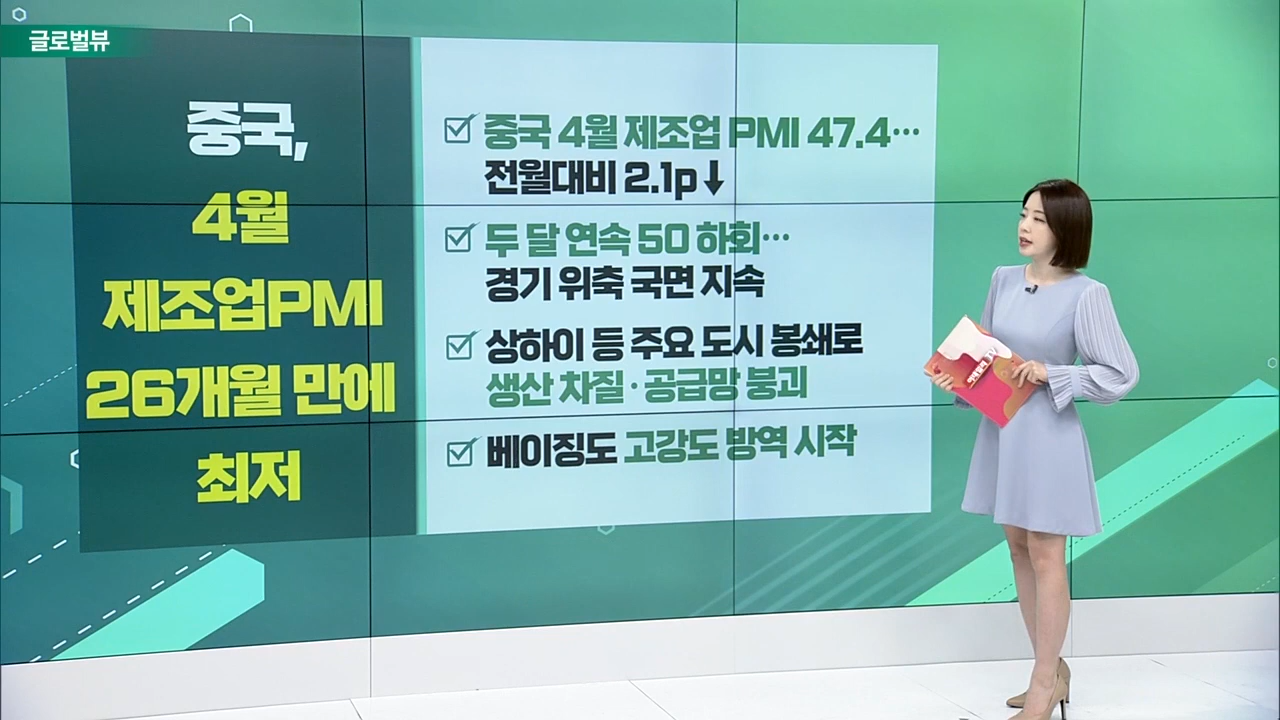 글로벌뷰
중국,
4월
제조업PMI
26개월 만에
최저
중국 4월 제조업 PMI 47.4…
전월대비 2.1p↓
두 달 연속 50 하회…
경기 위축 국면 지속
상하이 등 주요 도시 봉쇄로
생산 차질·공급망 붕괴
베이징도 고강도 방역 시작